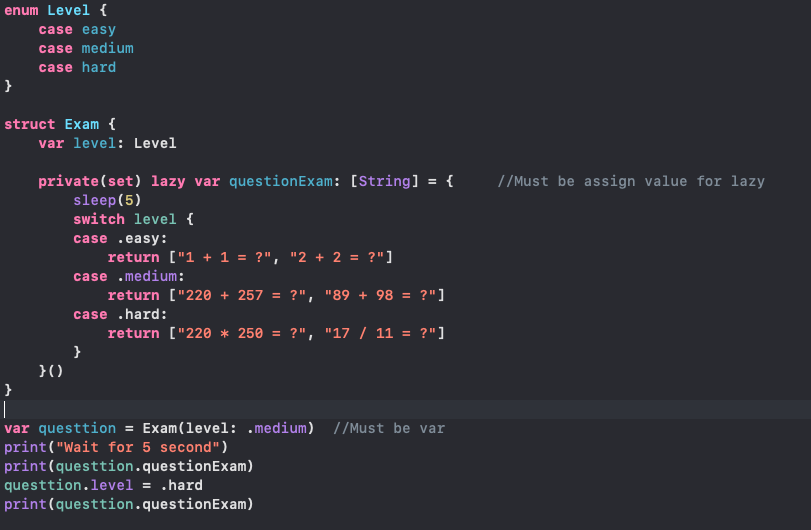 enum Level {
    case easy
    case medium
    case hard
}

struct Exam {
    var level: Level

    private(set) lazy var questionExam: [String] = {     //Must be assign value for lazy
        sleep(5)
        switch level {
        case .easy:
            return ["1 + 1 = ?", "2 + 2 = ?"]
        case .medium:
            return ["220 + 257 = ?", "89 + 98 = ?"]
        case .hard:
            return ["220 * 250 = ?", "17 / 11 = ?"]
        }
    }()
}

var questtion = Exam(level: .medium)  //Must be var
print("Wait for 5 second")
print(questtion.questionExam)
questtion.level = .hard
print(questtion.questionExam)